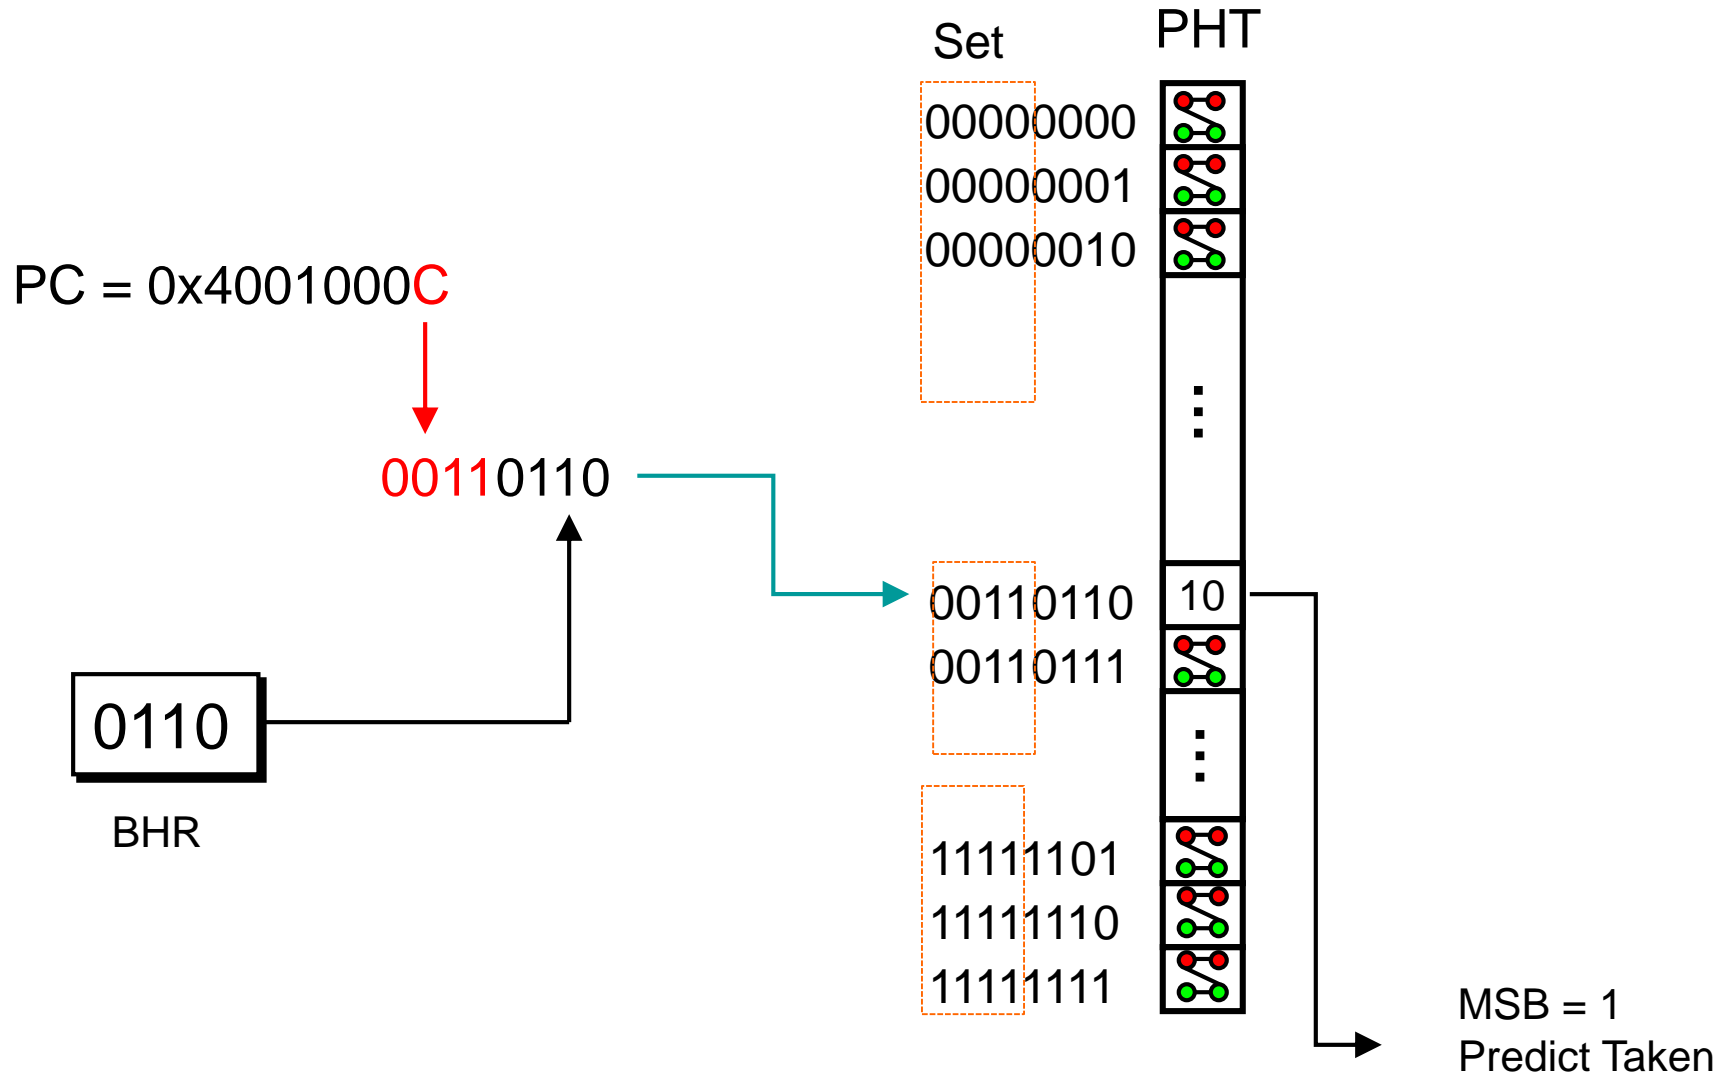 Set
PHT
00000000
00000001
00000010
PC = 0x4001000C
...
00110110
00110110
10
00110111
0110
...
BHR
11111101
11111110
11111111
MSB = 1
Predict Taken